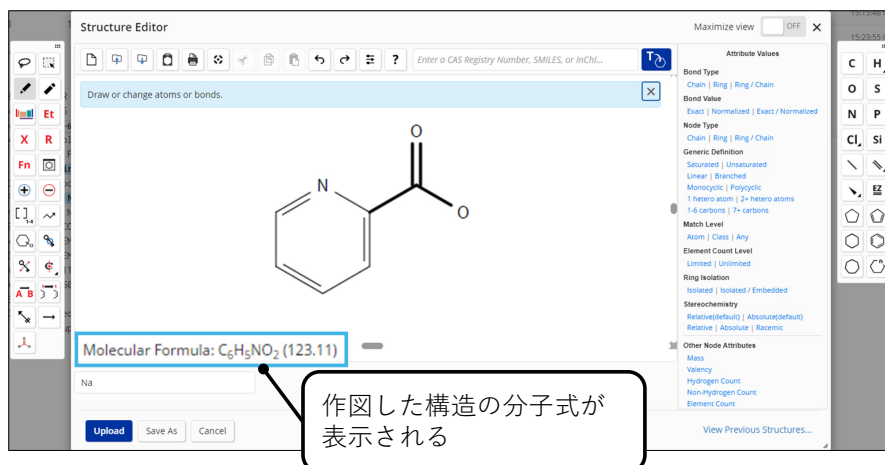 Structure Editor
Maximize view OFF ×
Enter a CAS Registry Number, SMILES, or InChI...
?
Draw or change atoms or bonds.
Et
X R
Fn
A B
O
N
O
Molecular Formula: C₆H₅NO₂ (123.11)
Na
作図した構造の分子式が
表示される
Upload Save As Cancel
View Previous Structures...
Attribute Values
Bond Type
Chain | Ring | Ring / Chain
Bond Value
Exact | Normalized | Exact / Normalized
Node Type
Chain | Ring | Ring / Chain
Generic Definition
Saturated | Unsaturated
Linear | Branched
Monocyclic | Polycyclic
1 hetero atom | 2+ hetero atoms
1-6 carbons | 7+ carbons
Match Level
Atom | Class | Any
Element Count Level
Limited | Unlimited
Ring Isolation
Isolated | Isolated / Embedded
Stereochemistry
Relative(default) | Absolute(default)
Relative | Absolute | Racemic
Other Node Attributes
Mass
Valency
Hydrogen Count
Non-Hydrogen Count
Element Count
C H
O S
N P
Cl Si
EZ